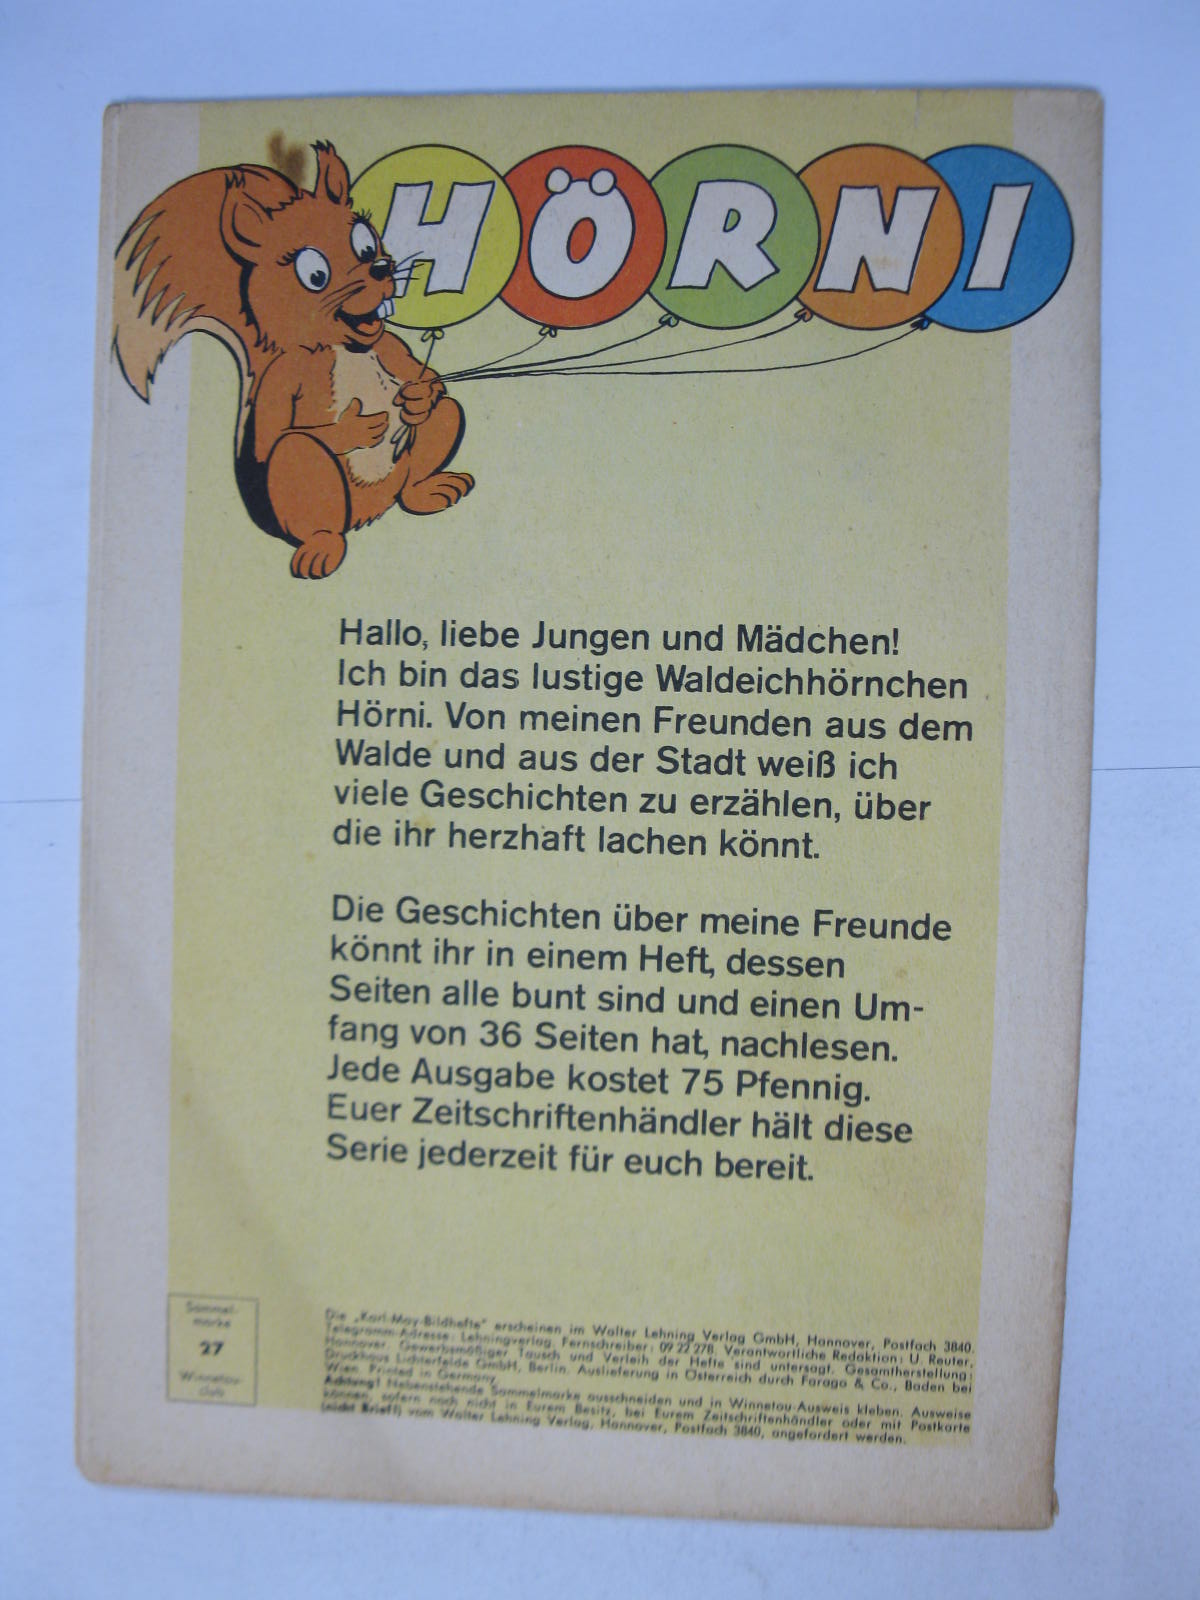 HÖRNI
Hallo, liebe Jungen und Mädchen!
Ich bin das lustige Waldeichhörnchen
Hörni. Von meinen Freunden aus dem
Walde und aus der Stadt weiß ich
viele Geschichten zu erzählen, über
die ihr herzhaft lachen könnt.
Die Geschichten über meine Freunde
könnt ihr in einem Heft, dessen
Seiten alle bunt sind und einen Um-
fang von 36 Seiten hat, nachlesen.
Jede Ausgabe kostet 75 Pfennig.
Euer Zeitschriftenhändler hält diese
Serie jederzeit für euch bereit.
Sammel-
marke
27
Winnetou-
club
Die „Karl-May-Bildhefte" erscheinen im Walter Lehning Verlag GmbH, Hannover, Postfach 3840.
Telegramm-Adresse: Lehningverlag. Fernschreiber: 09 22 278. Verantwortliche Redaktion: U. Reuter,
Hannover. Gewerbsmäßiger Tausch und Verleih der Hefte sind untersagt. Gesamtherstellung:
Druckhaus Lichterfelde GmbH, Berlin. Auslieferung in Österreich durch Farago & Co., Baden bei
Wien. Printed in Germany
Achtung! Nebenstehende Sammelmarke ausschneiden und in Winnetou-Ausweis kleben. Ausweise
können, sofern noch nicht in Eurem Besitz, bei Eurem Zeitschriftenhändler oder mit Postkarte
(nicht Brief!) vom Walter Lehning Verlag, Hannover, Postfach 3840, angefordert werden.